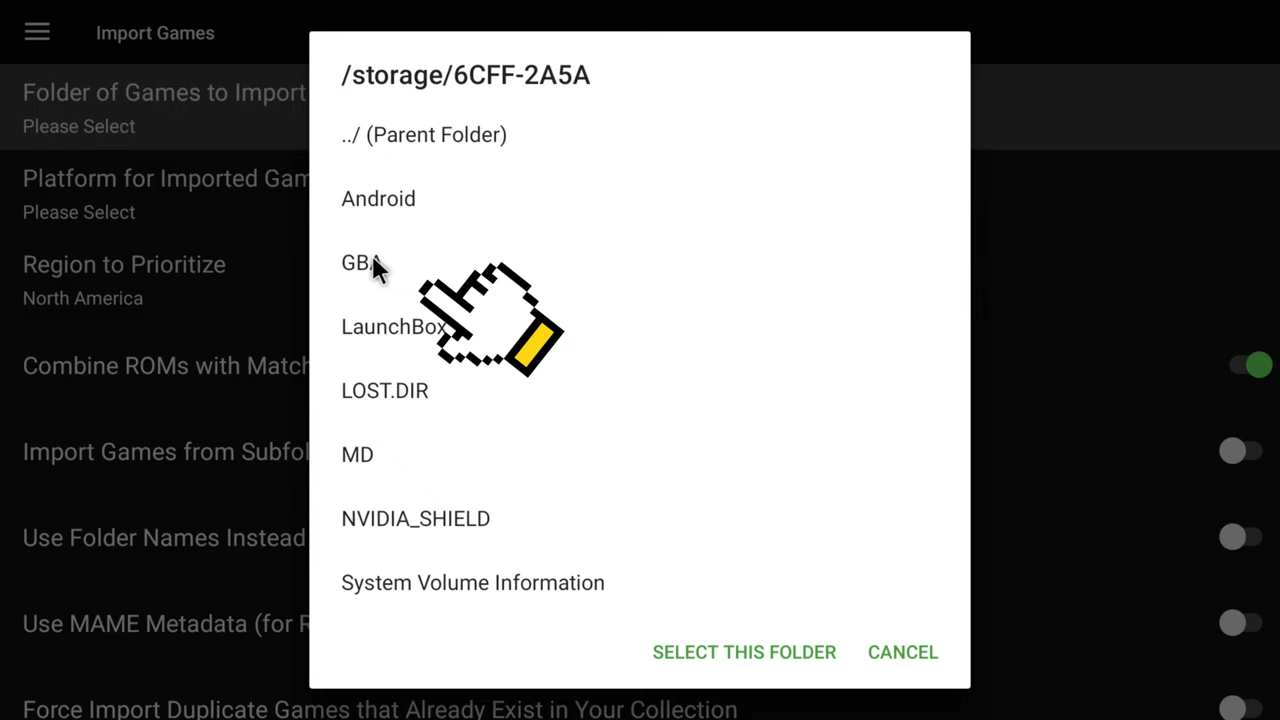 Import Games
/storage/6CFF-2A5A
Folder of Games to Import
Please Select
../ (Parent Folder)
Platform for Imported Gam
Please Select
Android
Region to Prioritize
North America
GBA
LaunchBox
Combine ROMs with Match
LOST.DIR
Import Games from Subfol
MD
Use Folder Names Instead
NVIDIA_SHIELD
System Volume Information
Use MAME Metadata (for R
SELECT THIS FOLDER CANCEL
Force Import Duplicate Games that Already Exist in Your Collection